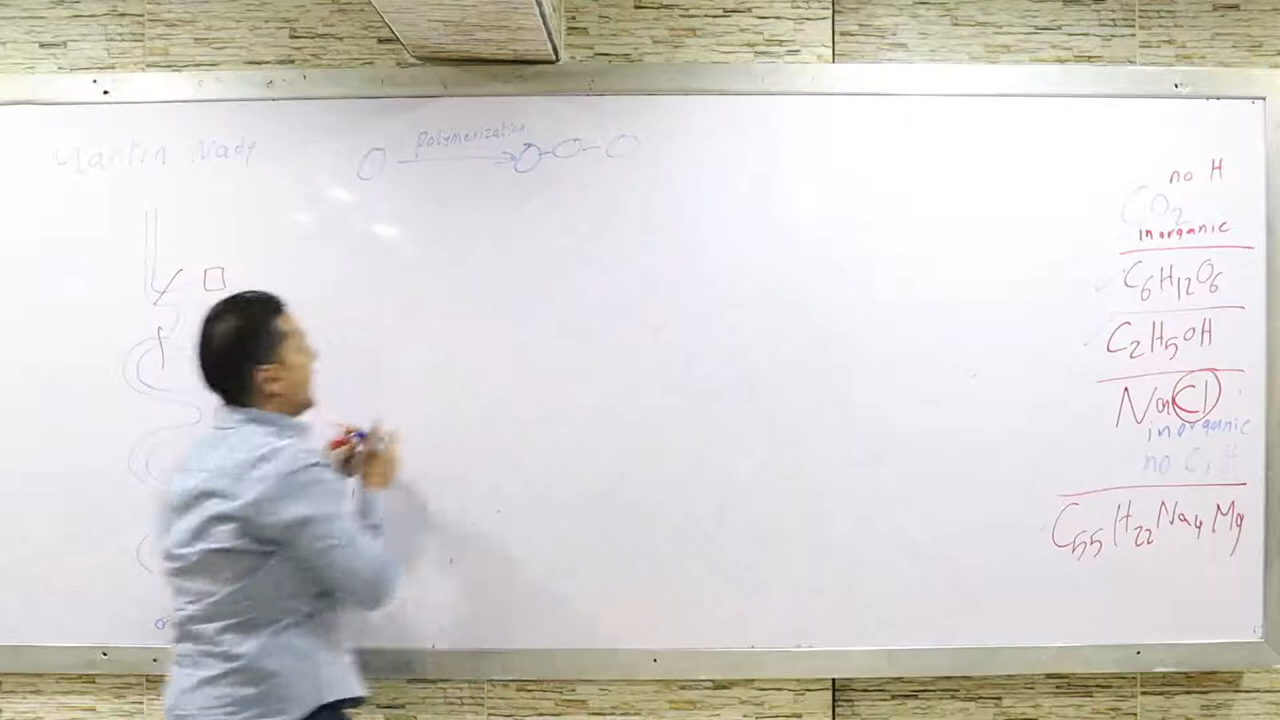 Martin Nady
polymerization
no H
CO2
inorganic
C6H12O6
C2H5OH
NaCl
inorganic
no C, H
C55H22Na4Mg